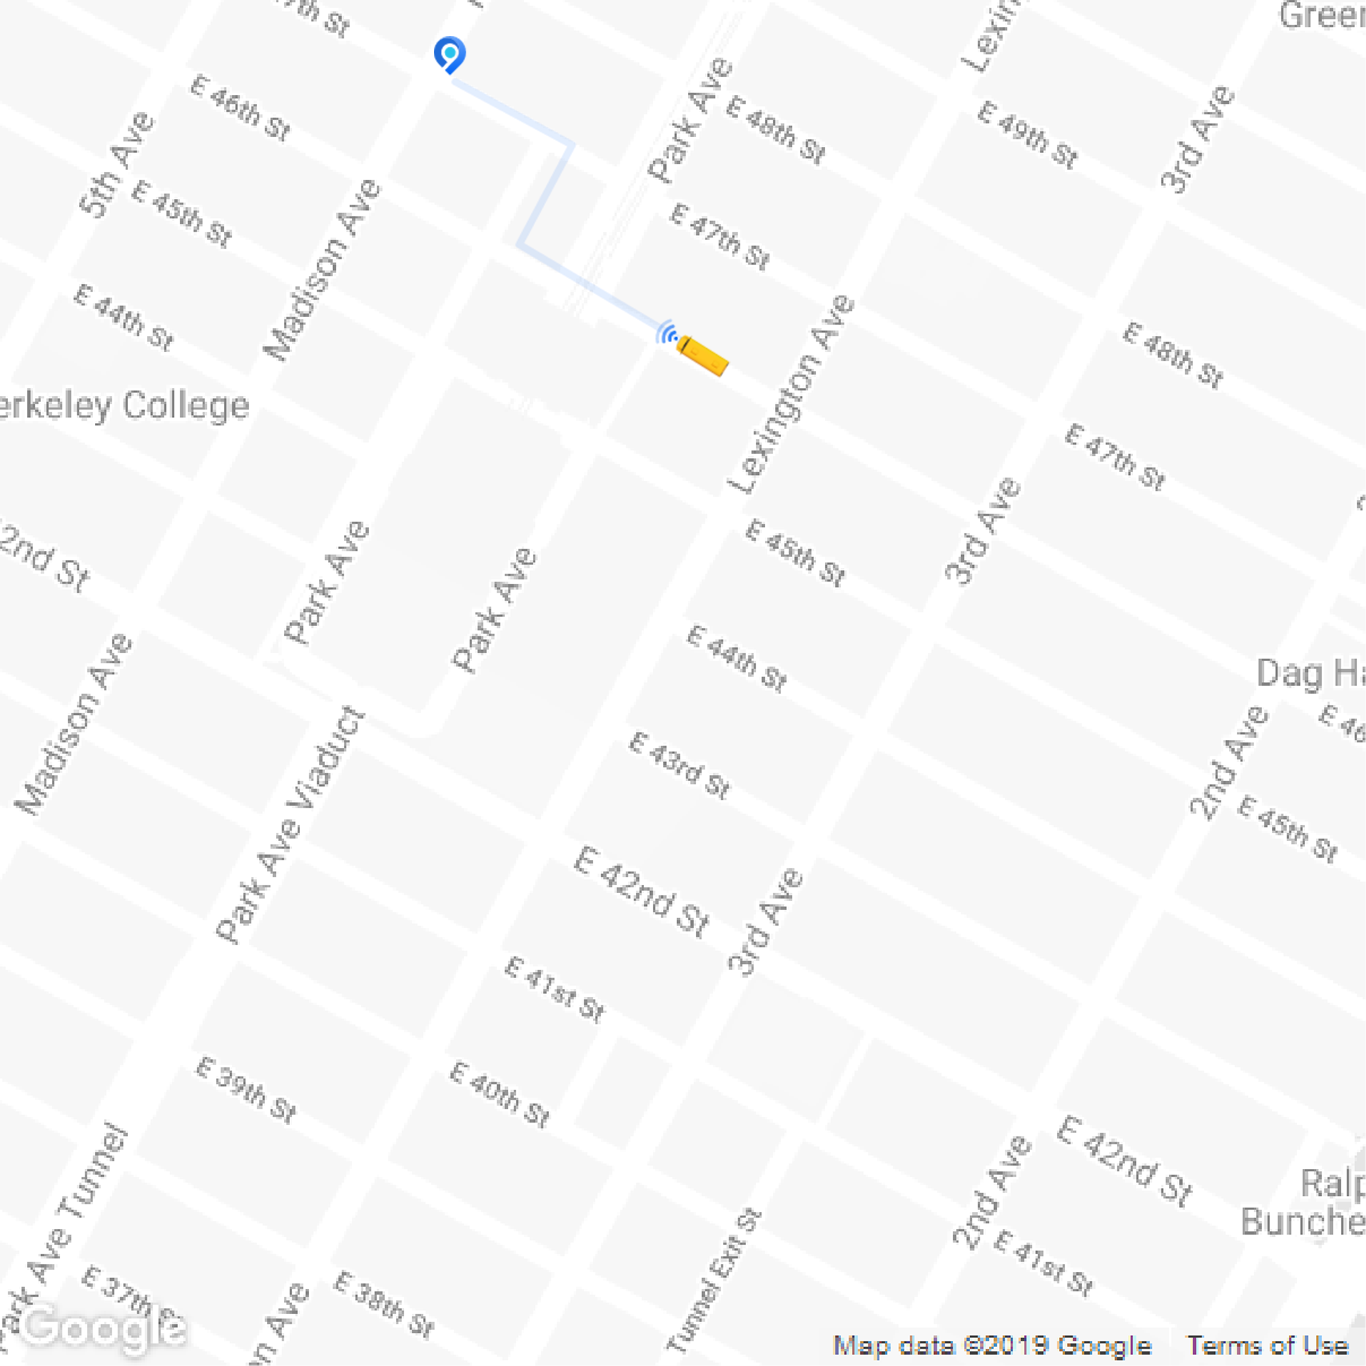 Green
7th St
Lexin
Park Ave
E 46th St
E 48th St
E 49th St
3rd Ave
5th Ave
E 45th St
Madison Ave
E 47th St
E 44th St
Lexington Ave
E 48th St
erkeley College
E 47th St
2nd St
Park Ave
Park Ave
3rd Ave
E 45th St
E 44th St
Dag Ha
E 46
Madison Ave
Park Ave Viaduct
E 43rd St
2nd Ave
E 45th St
E 42nd St
3rd Ave
E 41st St
E 39th St
E 40th St
Park Ave Tunnel
E 42nd St
2nd Ave
Ralp
Bunche
Tunnel Exit St
E 41st St
E 37th St
E 38th St
on Ave
Google
Map data ©2019 Google
Terms of Use